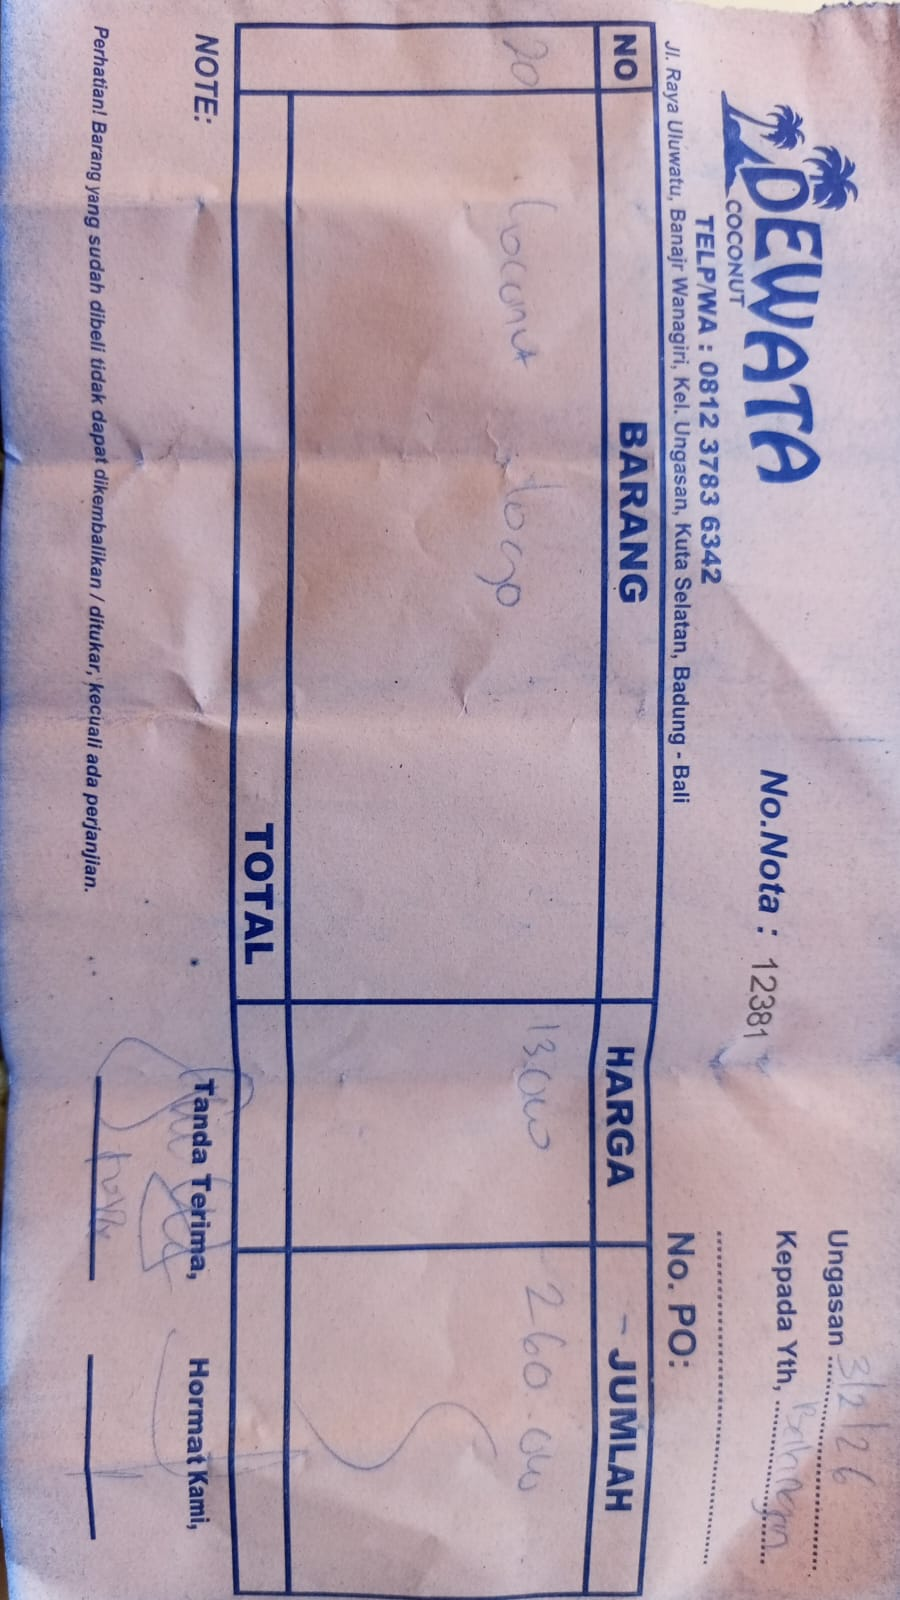 DEWATA
COCONUT
TELP/WA : 0812 3783 6342
Jl. Raya Uluwatu, Banajr Wanagiri, Kel. Ungasan, Kuta Selatan, Badung - Bali
No.Nota : 12381
Ungasan 3/2/26
Kepada Yth,
No. PO:
NO BARANG HARGA - JUMLAH
20 Coconut logo 13.000 260.000
TOTAL
NOTE:
Tanda Terima, Hormat Kami,
Perhatian! Barang yang sudah dibeli tidak dapat dikembalikan / ditukar, kecuali ada perjanjian.